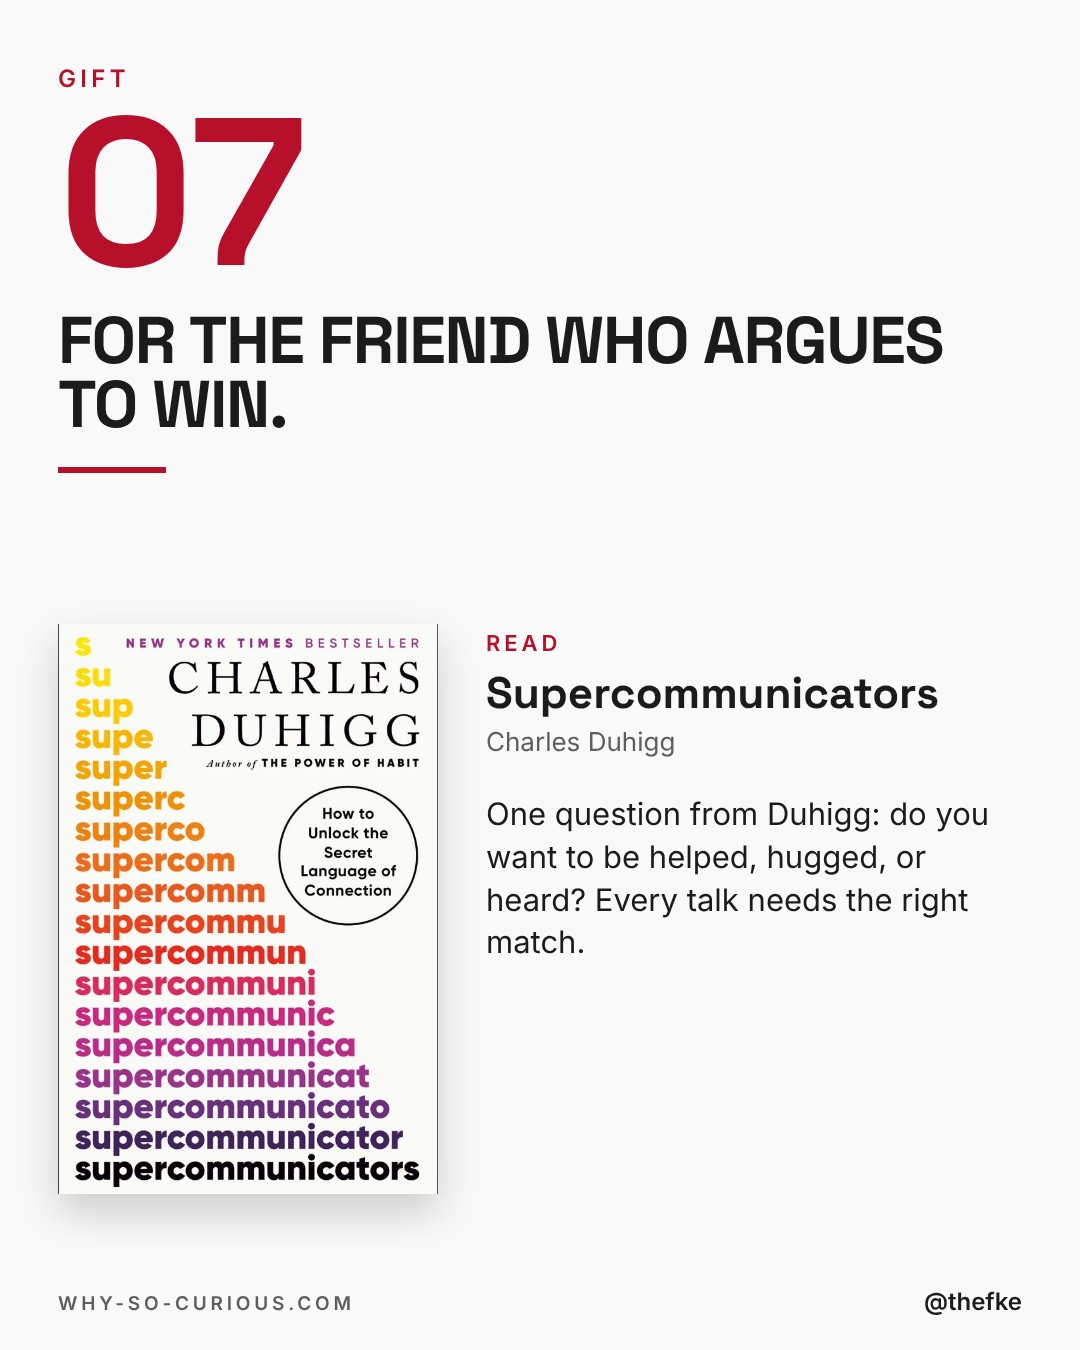 GIFT
07
FOR THE FRIEND WHO ARGUES
TO WIN.
s
NEW YORK TIMES BESTSELLER
su
CHARLES
sup
supe
DUHIGG
super
Author of THE POWER OF HABIT
superc
superco
supercom
supercomm
supercommu
supercommun
supercommuni
supercommunic
supercommunica
supercommunicat
supercommunicato
supercommunicator
supercommunicators
How to
Unlock the
Secret
Language of
Connection
READ
Supercommunicators
Charles Duhigg
One question from Duhigg: do you
want to be helped, hugged, or
heard? Every talk needs the right
match.
WHY-SO-CURIOUS.COM
@thefke